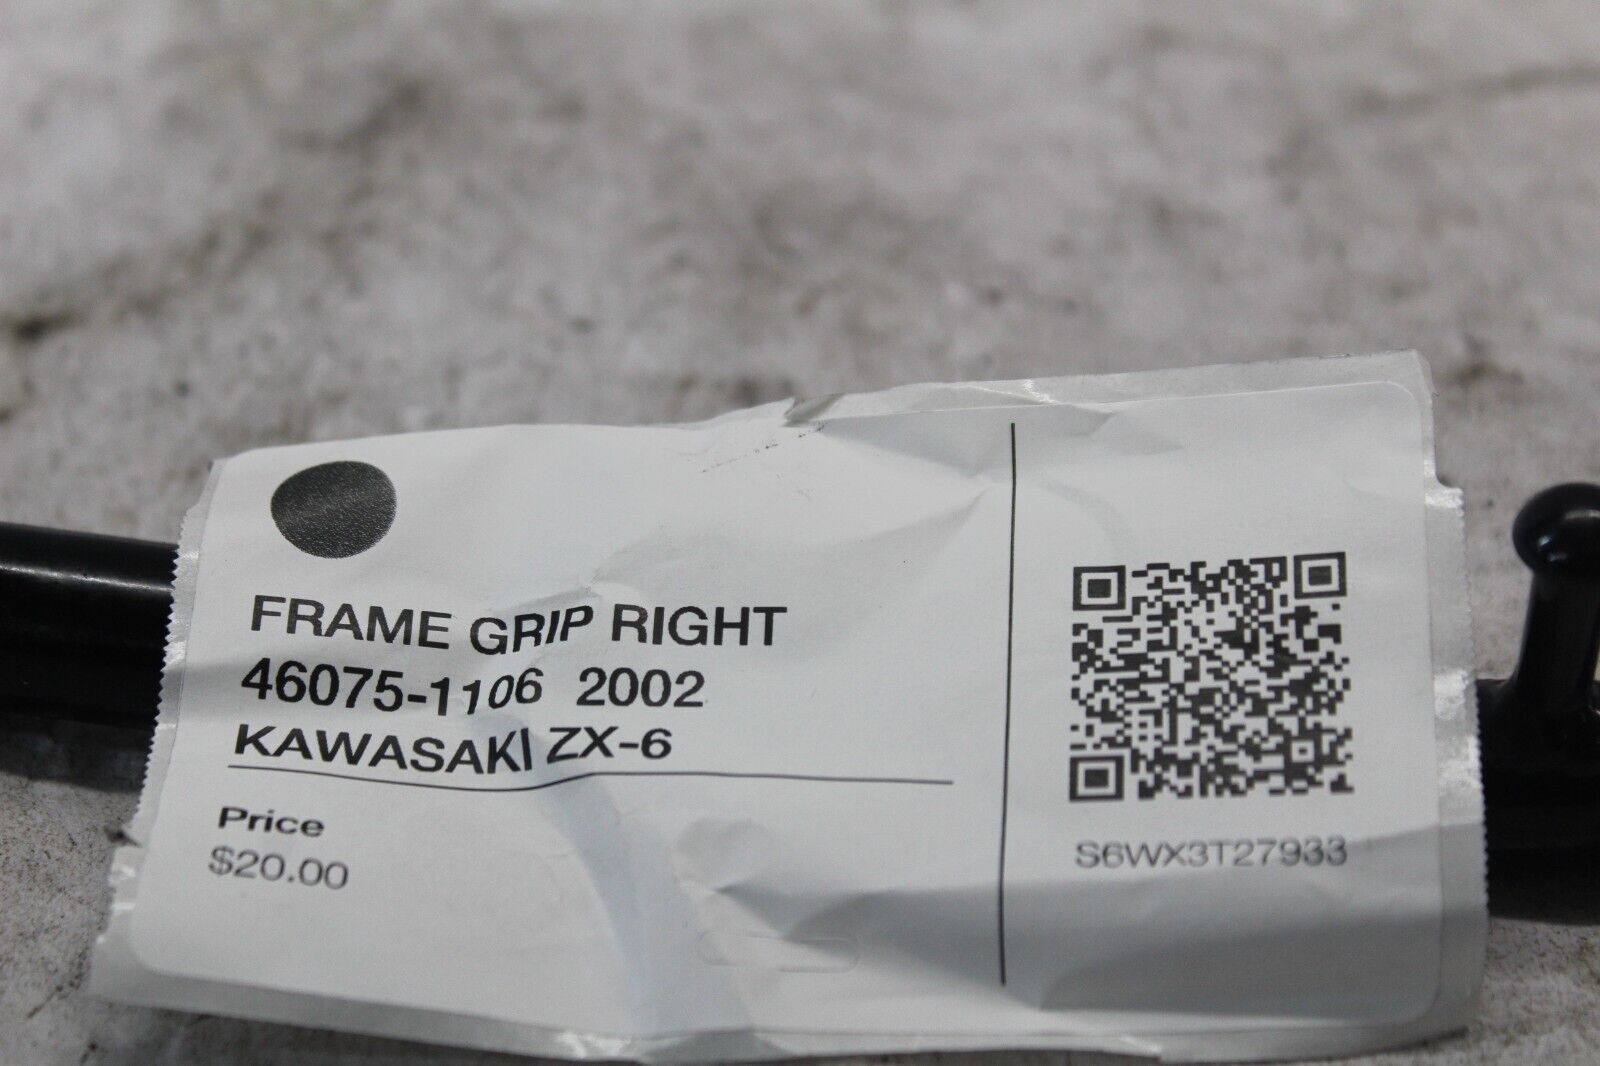 FRAME GRIP RIGHT
46075-1106 2002
KAWASAKI ZX-6
Price
$20.00
S6WX3T27933